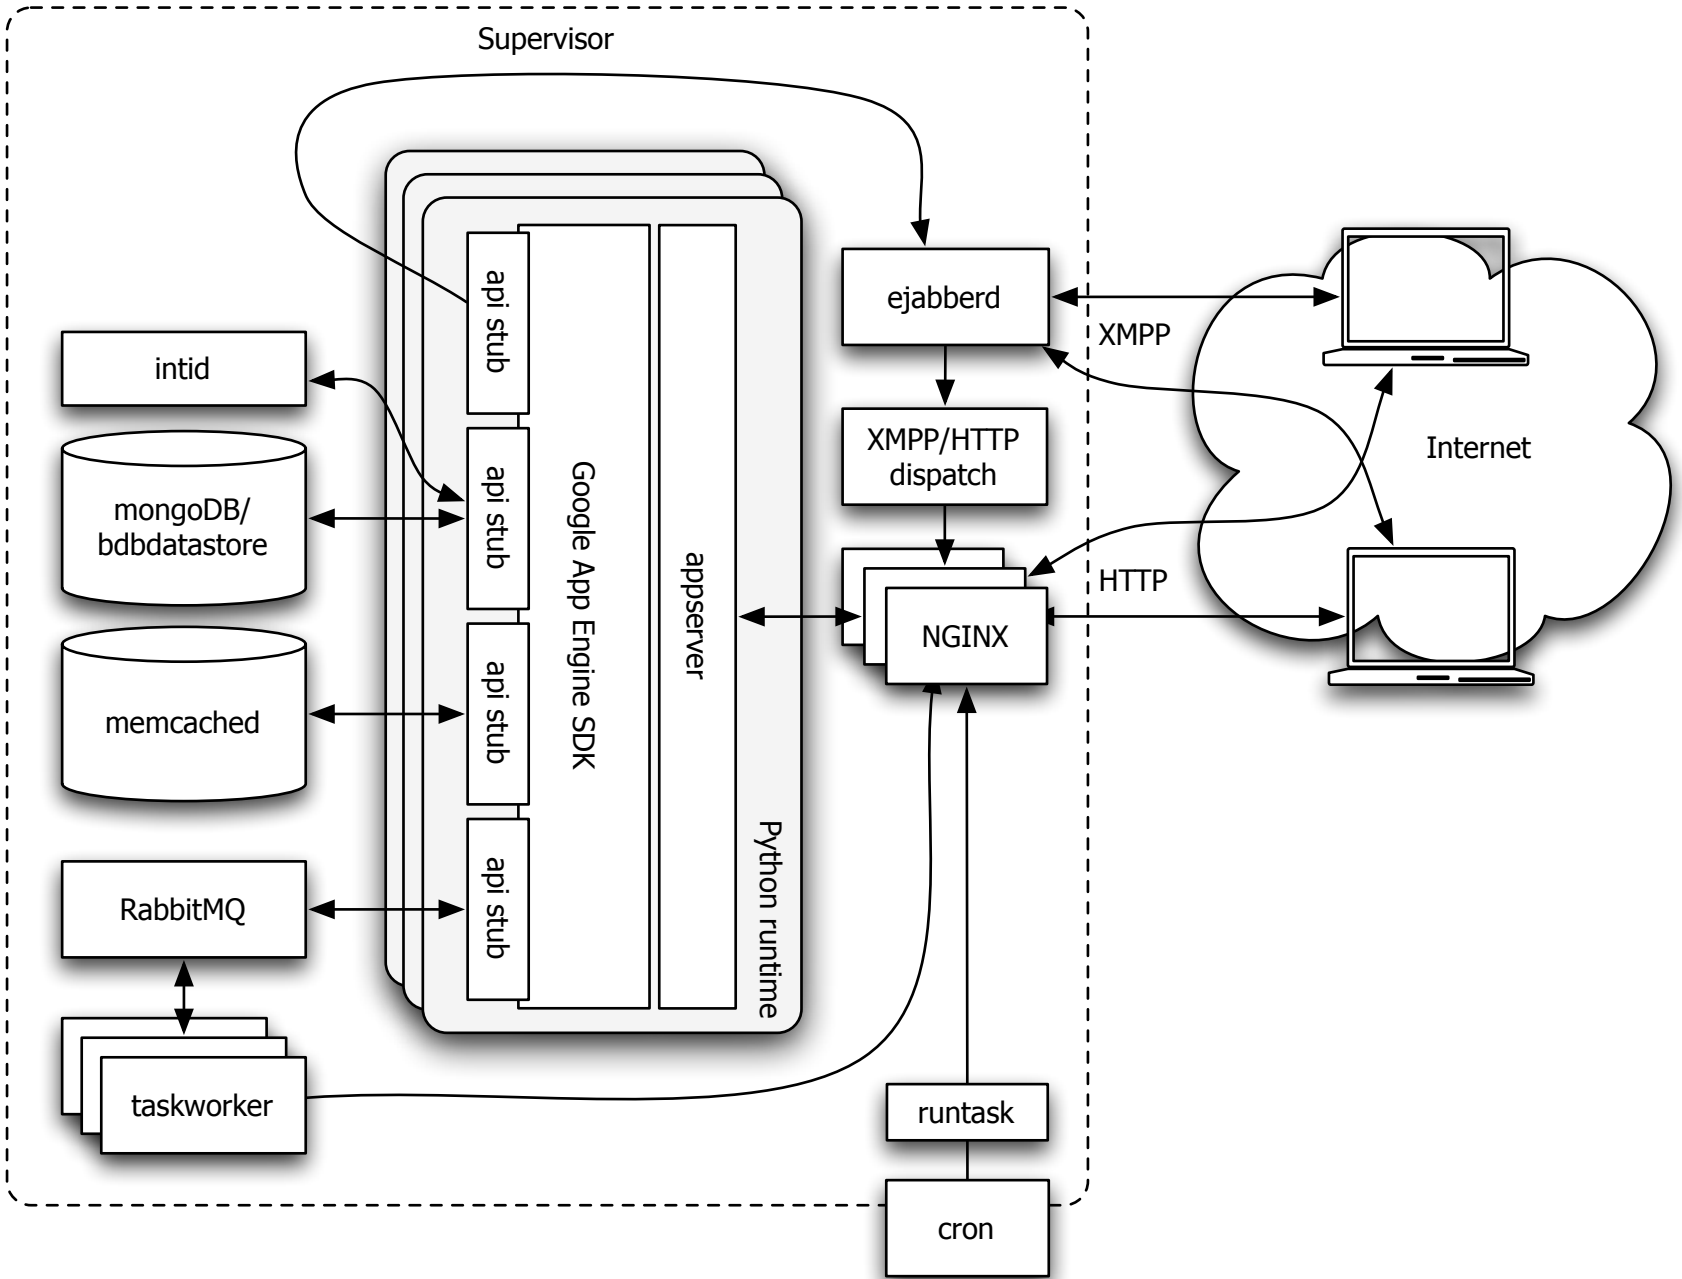 Supervisor
api stub
ejabberd
XMPP
intid
XMPP/HTTP
dispatch
Internet
api stub
Google App Engine SDK
appserver
mongoDB/
bdbdatastore
HTTP
NGINX
api stub
memcached
Python runtime
api stub
RabbitMQ
taskworker
runtask
cron